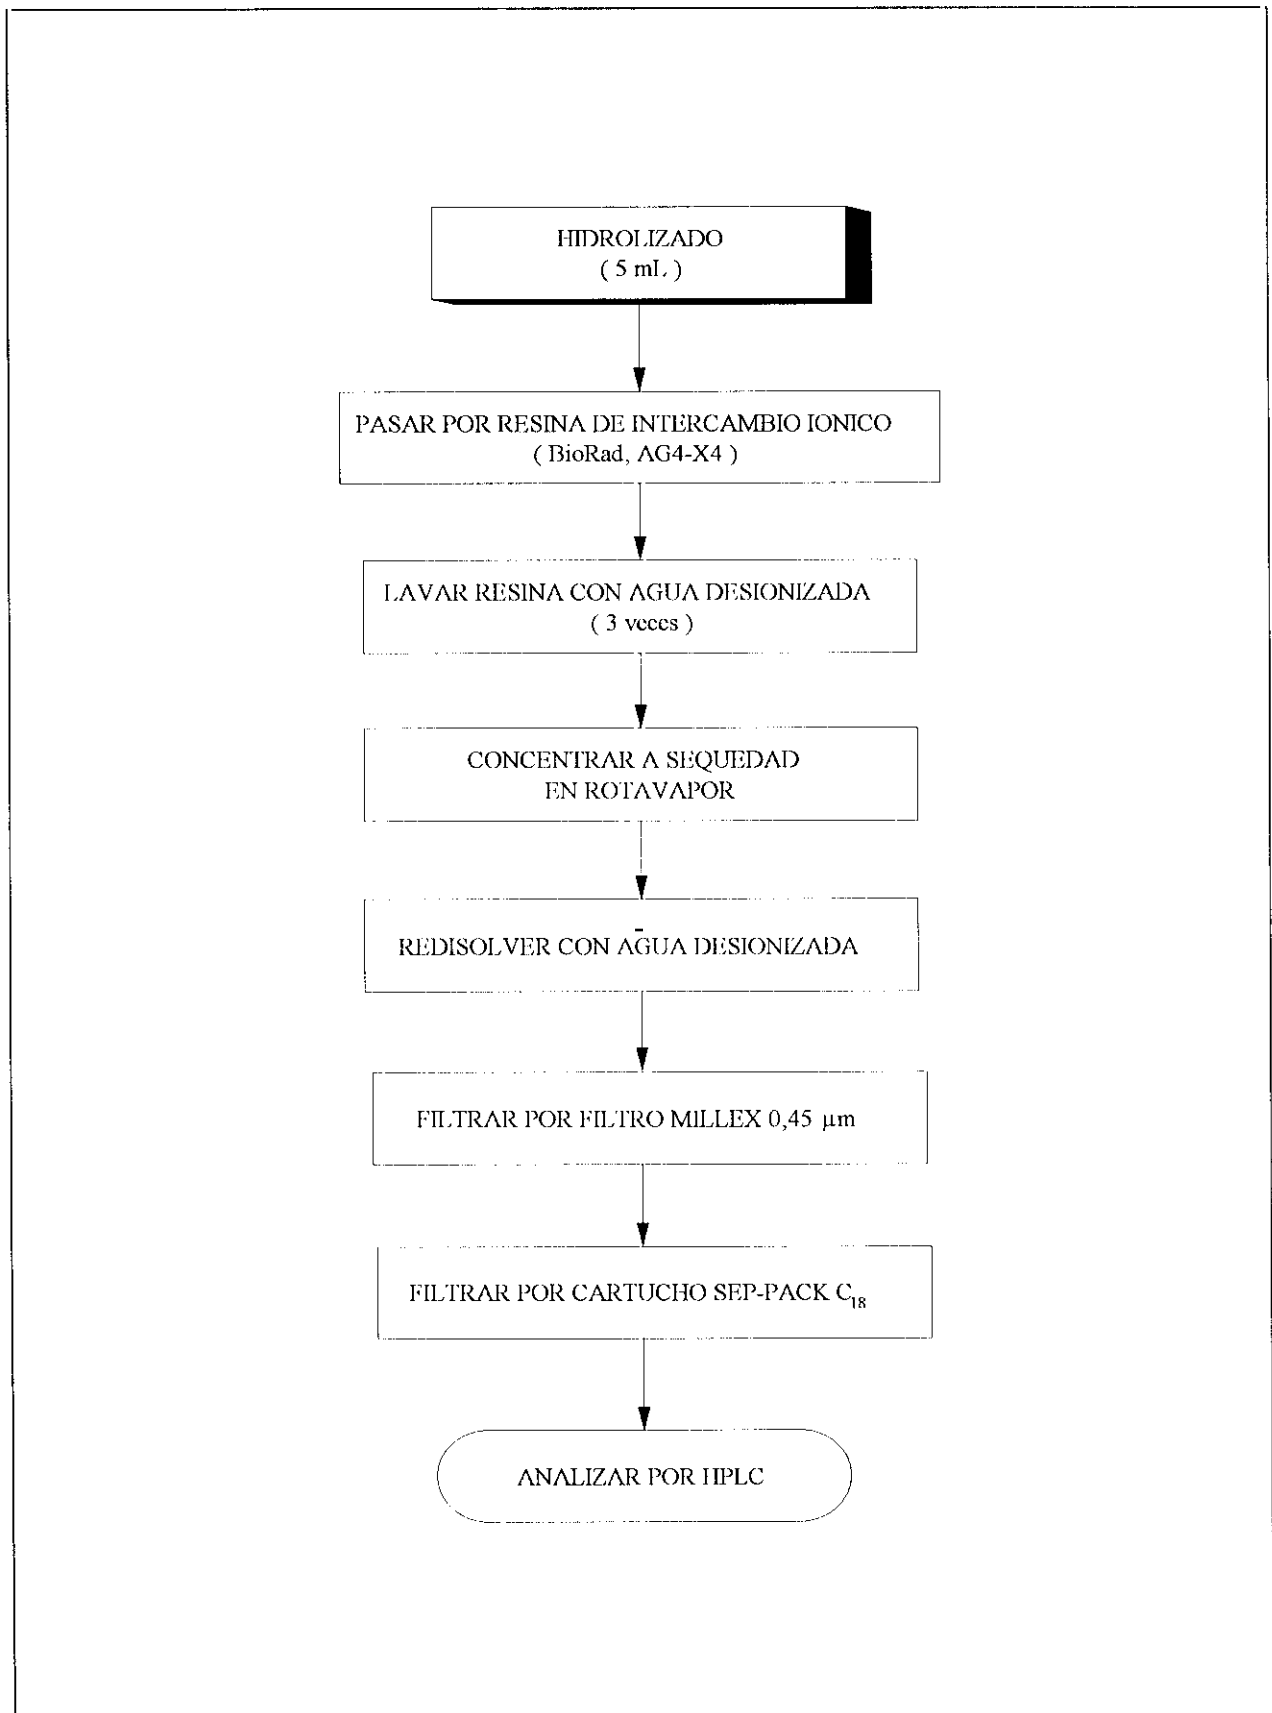 HIDROLIZADO
( 5 mL )
PASAR POR RESINA DE INTERCAMBIO IONICO
( BioRad, AG4-X4 )
LAVAR RESINA CON AGUA DESIONIZADA
( 3 veces )
CONCENTRAR A SEQUEDAD
EN ROTAVAPOR
REDISOLVER CON AGUA DESIONIZADA
FILTRAR POR FILTRO MILLEX 0,45 µm
FILTRAR POR CARTUCHO SEP-PACK C18
ANALIZAR POR HPLC